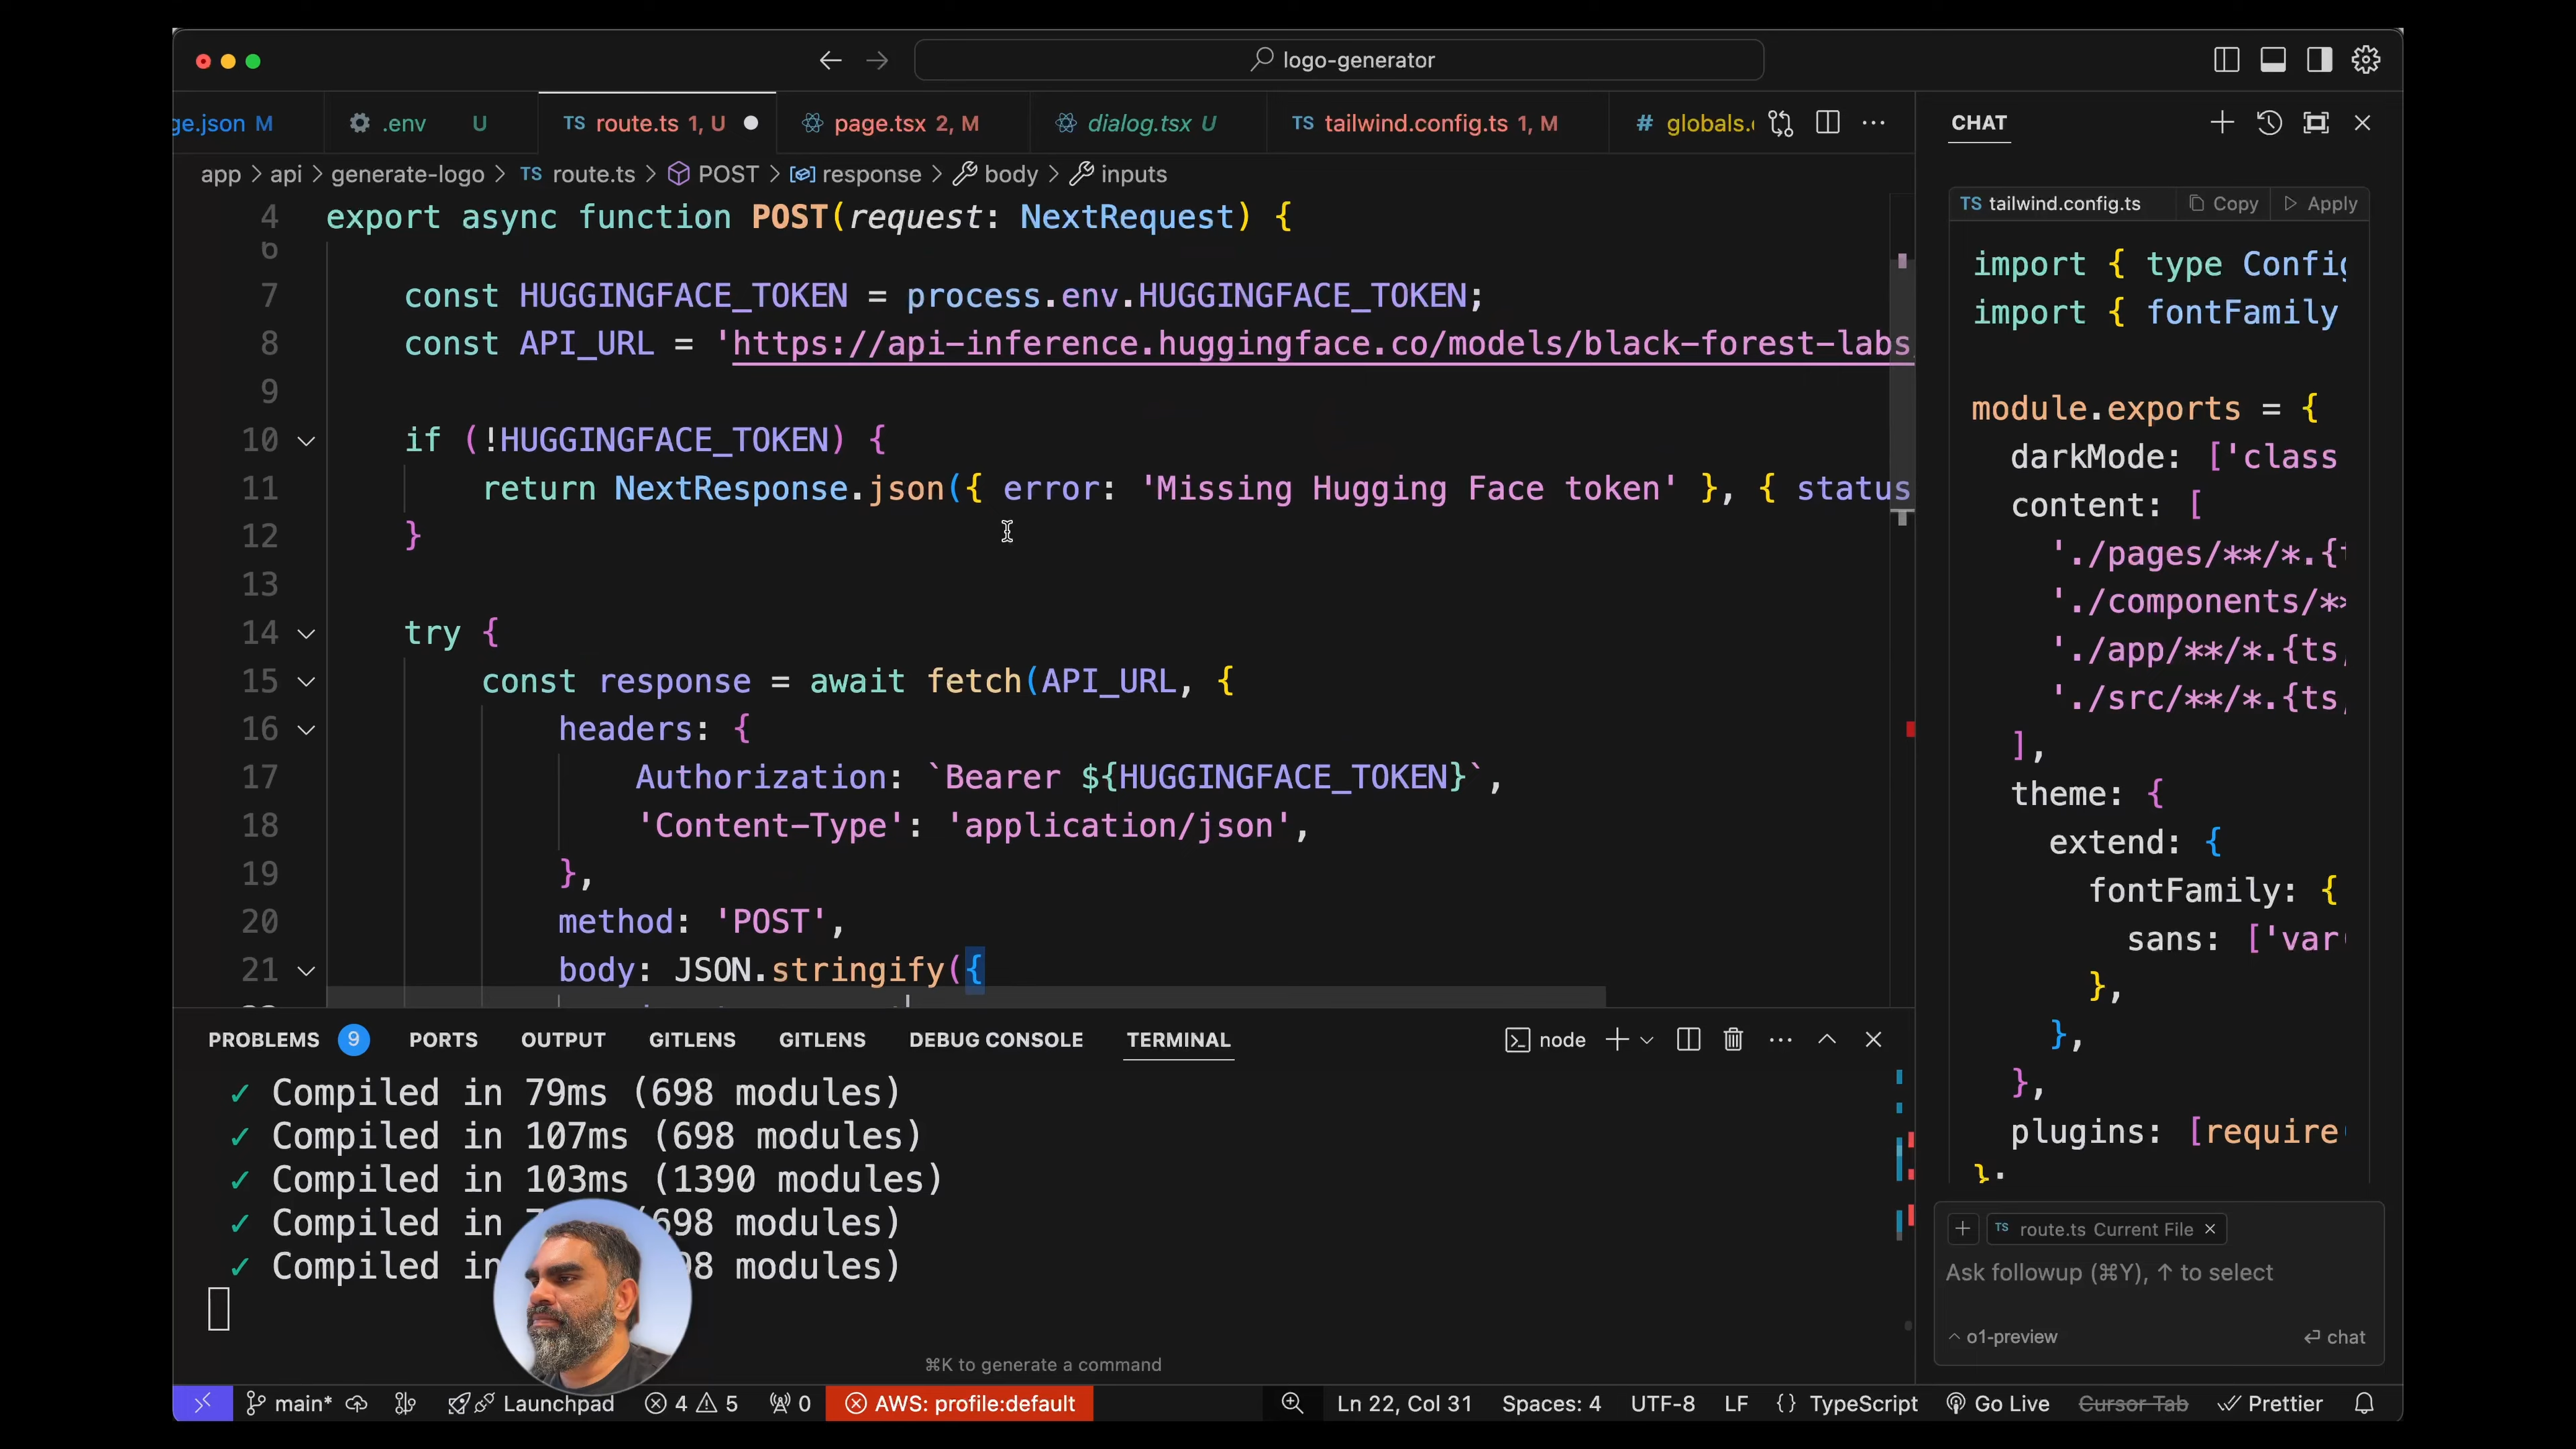 logo-generator
ge.json M
.env U
TS route.ts 1, U
page.tsx 2, M
dialog.tsx U
TS tailwind.config.ts 1, M
# globals.
app > api > generate-logo > TS route.ts > POST > response > body > inputs
4 export async function POST(request: NextRequest) {
6
7 const HUGGINGFACE_TOKEN = process.env.HUGGINGFACE_TOKEN;
8 const API_URL = 'https://api-inference.huggingface.co/models/black-forest-labs
9
10 if (!HUGGINGFACE_TOKEN) {
11 return NextResponse.json({ error: 'Missing Hugging Face token' }, { status
12 }
13
14 try {
15 const response = await fetch(API_URL, {
16 headers: {
17 Authorization: `Bearer ${HUGGINGFACE_TOKEN}`,
18 'Content-Type': 'application/json',
19 },
20 method: 'POST',
21 body: JSON.stringify({
PROBLEMS 9 PORTS OUTPUT GITLENS GITLENS DEBUG CONSOLE TERMINAL
node
✓ Compiled in 79ms (698 modules)
✓ Compiled in 107ms (698 modules)
✓ Compiled in 103ms (1390 modules)
✓ Compiled in 7 (698 modules)
✓ Compiled in 98 modules)
⌘K to generate a command
CHAT
TS tailwind.config.ts Copy Apply
import { type Config
import { fontFamily
module.exports = {
darkMode: ['class
content: [
'./pages/**/*.{t
'./components/**
'./app/**/*.{ts,
'./src/**/*.{ts,
],
theme: {
extend: {
fontFamily: {
sans: ['var(
},
},
},
plugins: [require(
};
TS route.ts Current File ×
Ask followup (⌘Y), ↑ to select
o1-preview
chat
main* Launchpad 4 5 0 AWS: profile:default Ln 22, Col 31 Spaces: 4 UTF-8 LF {} TypeScript Go Live Cursor Tab Prettier